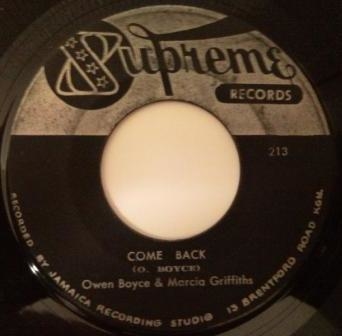 Supreme
RECORDS
213
COME BACK
(O. BOYCE)
Owen Boyce & Marcia Griffiths
RECORDED BY JAMAICA RECORDING STUDIO 13 BRENTFORD ROAD KGN.